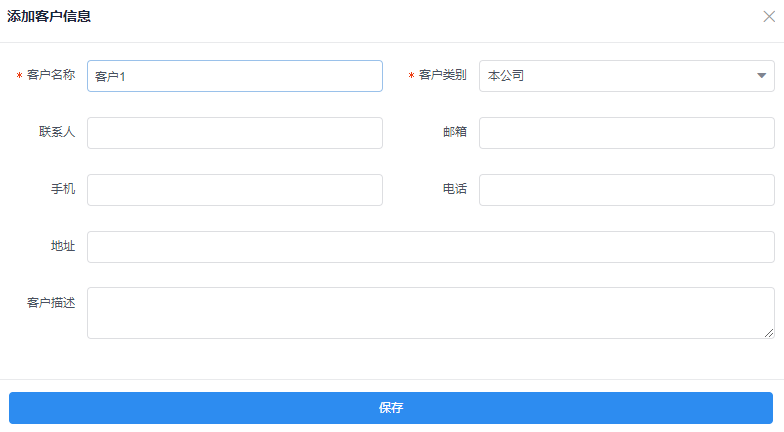 添加客户信息
* 客户名称 客户1 * 客户类别 本公司
联系人 邮箱
手机 电话
地址
客户描述
保存